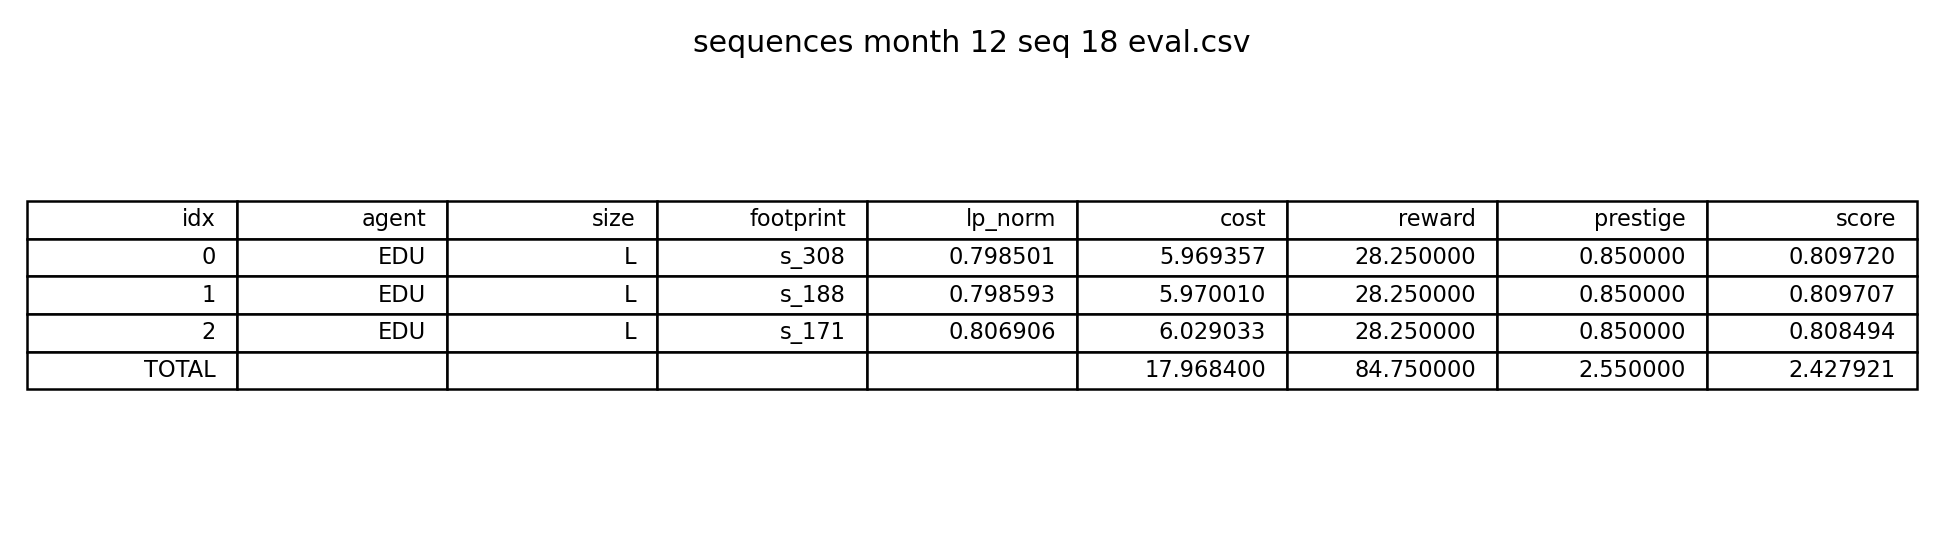 sequences month 12 seq 18 eval.csv
idx agent size footprint lp_norm cost reward prestige score
0 EDU L s_308 0.798501 5.969357 28.250000 0.850000 0.809720
1 EDU L s_188 0.798593 5.970010 28.250000 0.850000 0.809707
2 EDU L s_171 0.806906 6.029033 28.250000 0.850000 0.808494
TOTAL 17.968400 84.750000 2.550000 2.427921